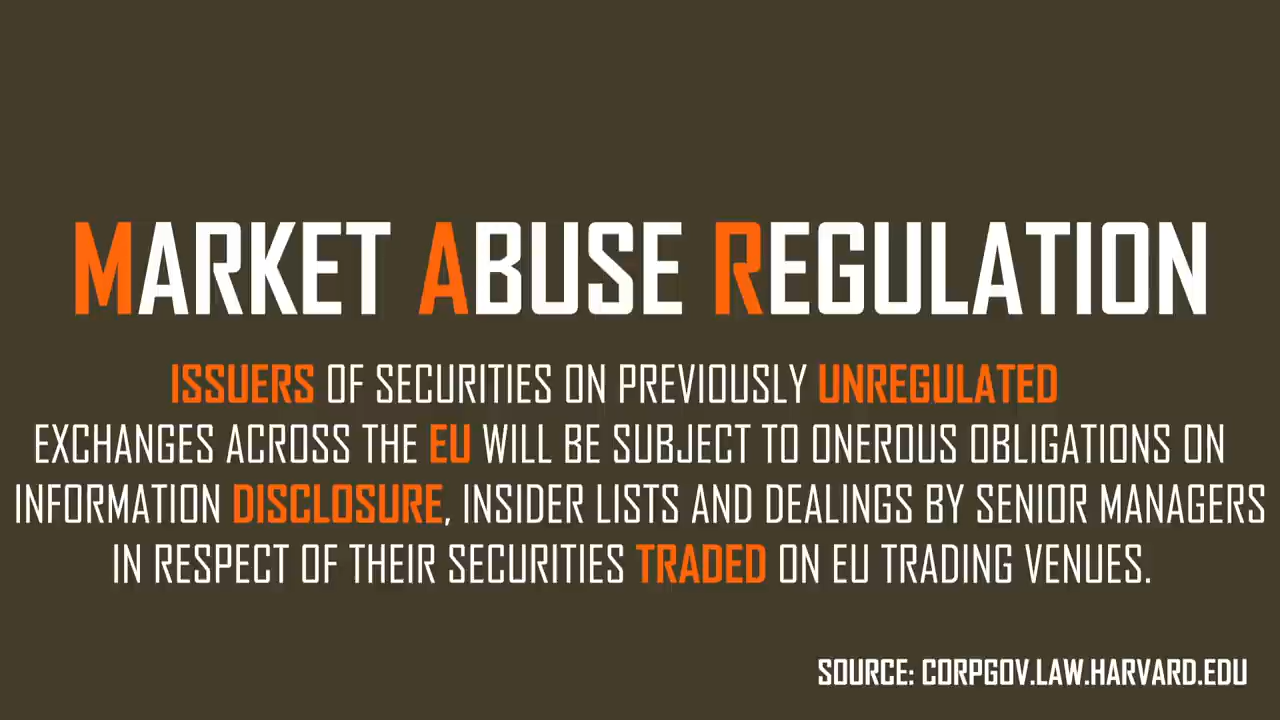 MARKET ABUSE REGULATION
ISSUERS OF SECURITIES ON PREVIOUSLY UNREGULATED
EXCHANGES ACROSS THE EU WILL BE SUBJECT TO ONEROUS OBLIGATIONS ON
INFORMATION DISCLOSURE, INSIDER LISTS AND DEALINGS BY SENIOR MANAGERS
IN RESPECT OF THEIR SECURITIES TRADED ON EU TRADING VENUES.
SOURCE: CORPGOV.LAW.HARVARD.EDU